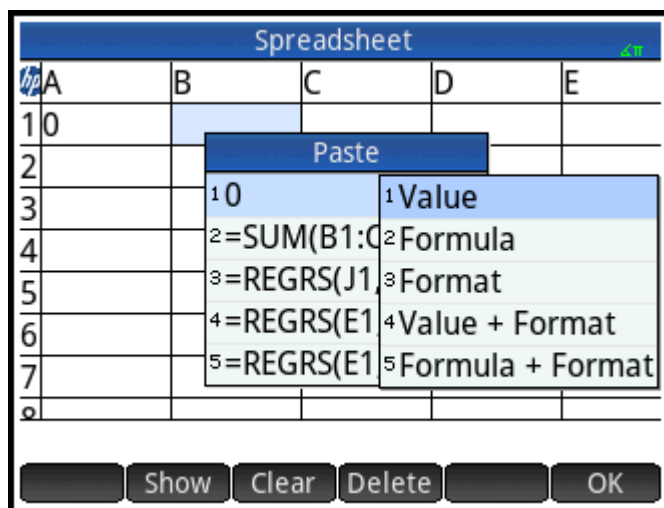 Spreadsheet
∡π
hp A B C D E
1 0
2
3
4
5
6
7
8
Paste
1 0
2 =SUM(B1:C
3 =REGRS(J1,
4 =REGRS(E1,
5 =REGRS(E1,
1 Value
2 Formula
3 Format
4 Value + Format
5 Formula + Format
Show Clear Delete OK